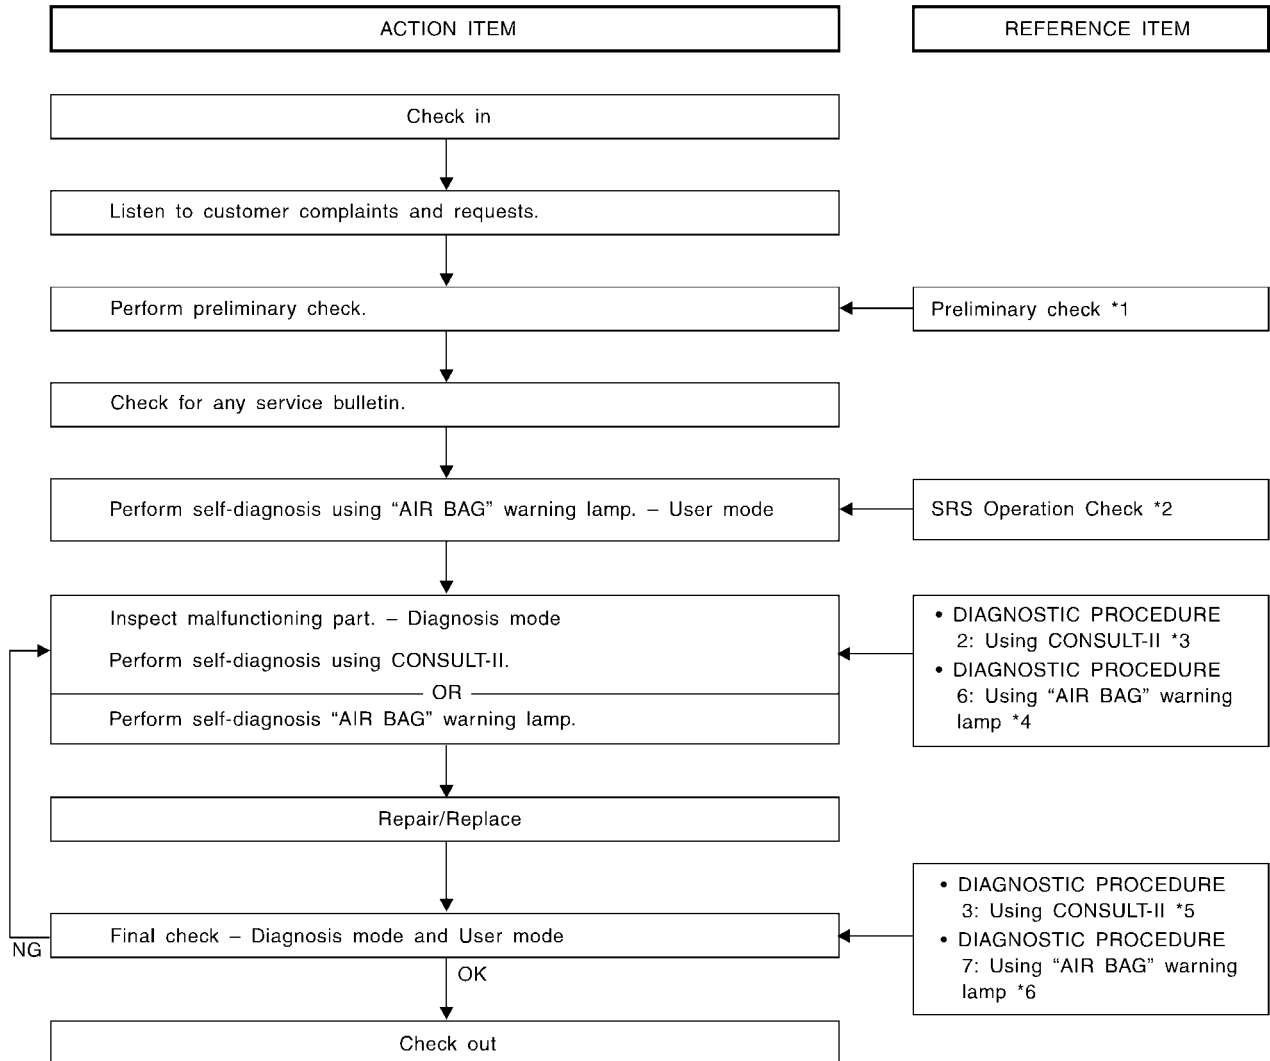 ACTION ITEM
REFERENCE ITEM
Check in
Listen to customer complaints and requests.
Perform preliminary check.
Preliminary check *1
Check for any service bulletin.
Perform self-diagnosis using “AIR BAG” warning lamp. – User mode
SRS Operation Check *2
Inspect malfunctioning part. – Diagnosis mode
Perform self-diagnosis using CONSULT-II.
OR
Perform self-diagnosis “AIR BAG” warning lamp.
• DIAGNOSTIC PROCEDURE
2: Using CONSULT-II *3
• DIAGNOSTIC PROCEDURE
6: Using “AIR BAG” warning
lamp *4
Repair/Replace
Final check – Diagnosis mode and User mode
• DIAGNOSTIC PROCEDURE
3: Using CONSULT-II *5
• DIAGNOSTIC PROCEDURE
7: Using “AIR BAG” warning
lamp *6
NG
OK
Check out